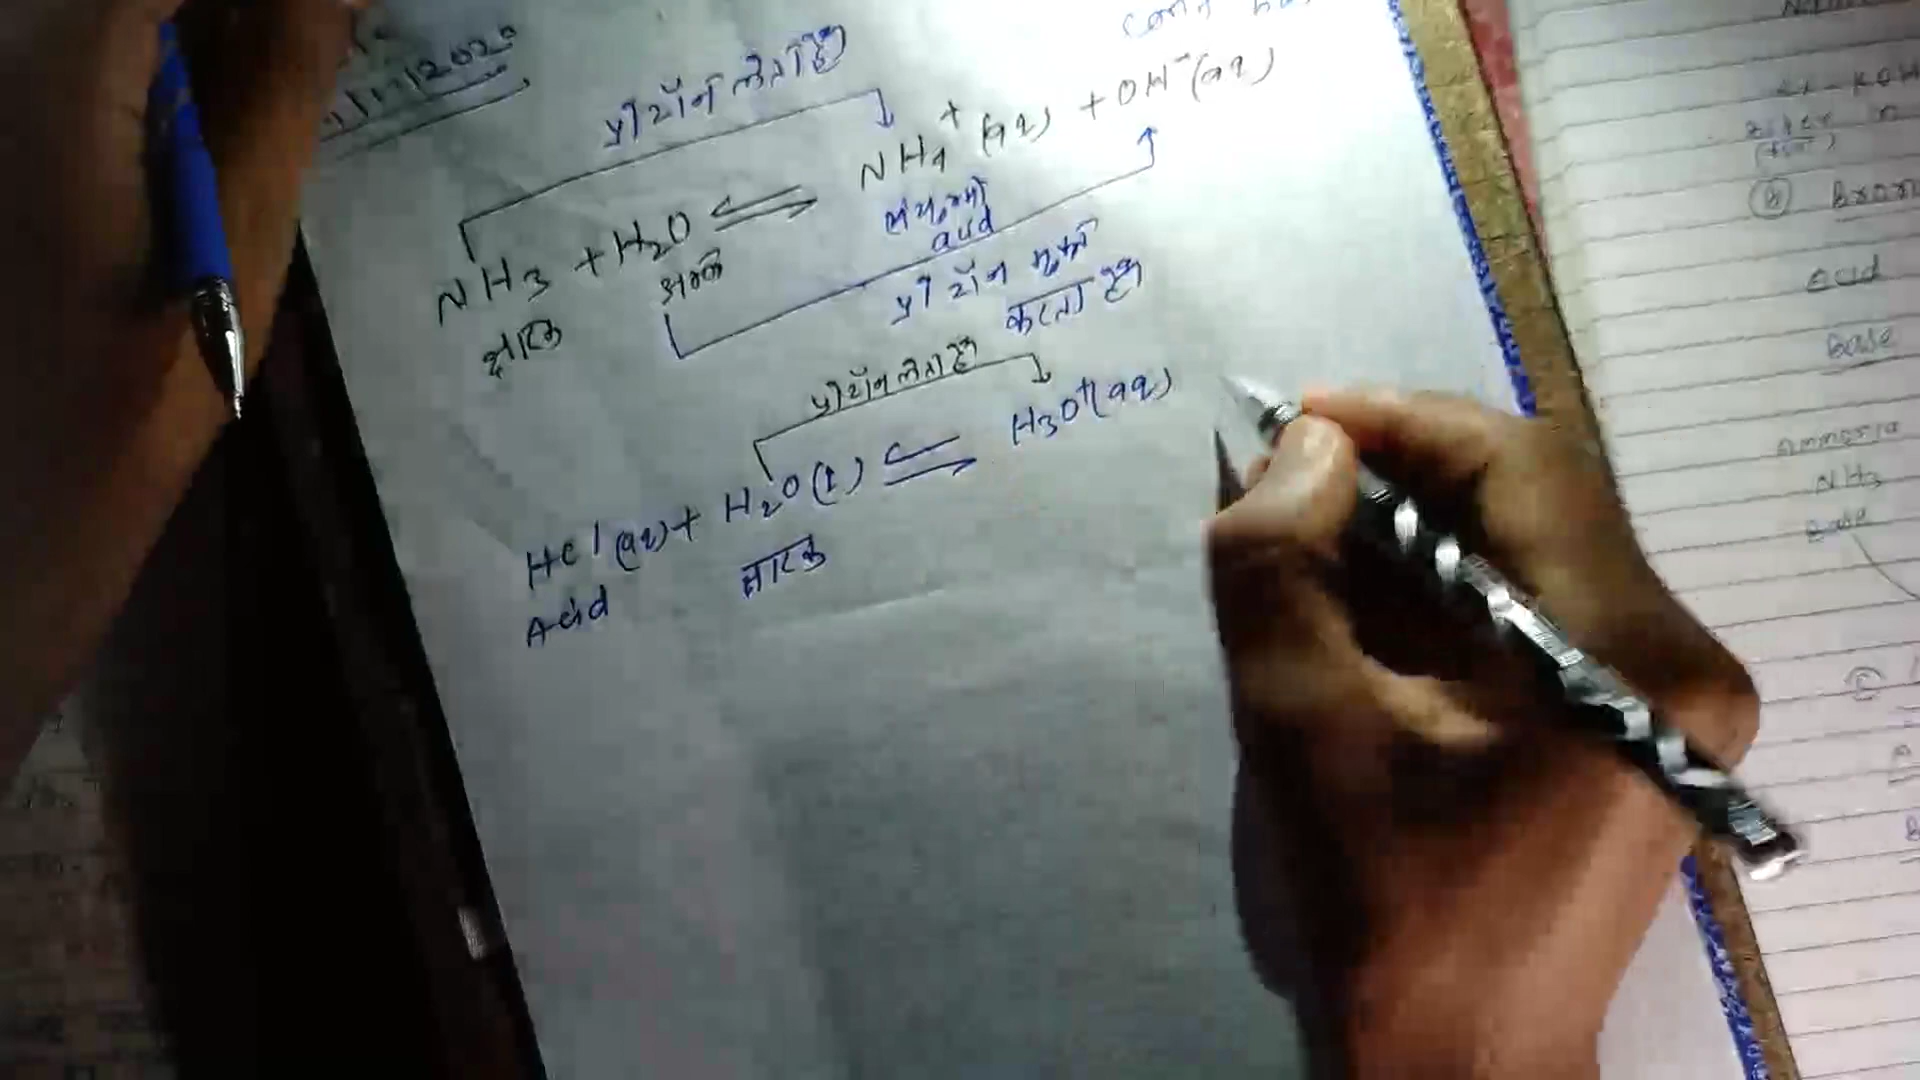 प्रोटॉन लेता है
NH4+ (aq) + OH-(aq)
NH3 + H2O ⇌
संयुग्मी
acid
अम्ल
क्षारक
प्रोटॉन मुक्त
करता है
प्रोटॉन लेता है
HCl (aq) + H2O(l) ⇌ H3O+(aq)
Acid क्षारक
Acid
Base
Ammonia
NH3
Base